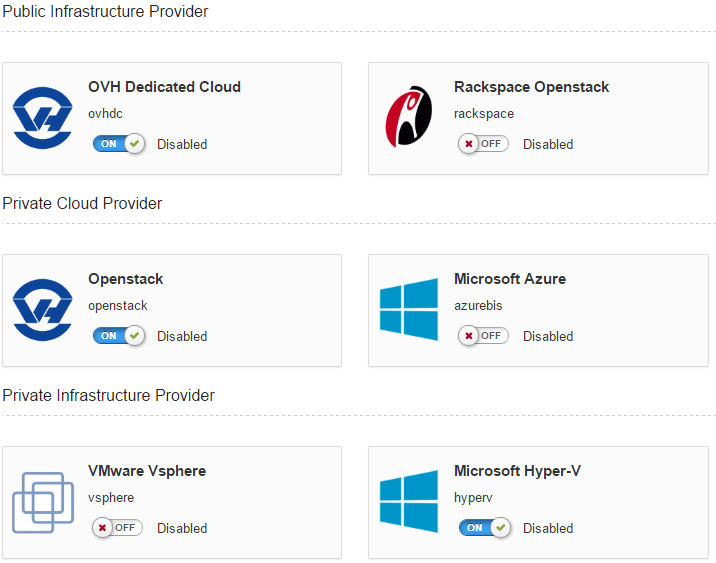 Public Infrastructure Provider
OVH Dedicated Cloud
ovhdc
ON Disabled
Rackspace Openstack
rackspace
OFF Disabled
Private Cloud Provider
Openstack
openstack
ON Disabled
Microsoft Azure
azurebis
OFF Disabled
Private Infrastructure Provider
VMware Vsphere
vsphere
OFF Disabled
Microsoft Hyper-V
hyperv
ON Disabled